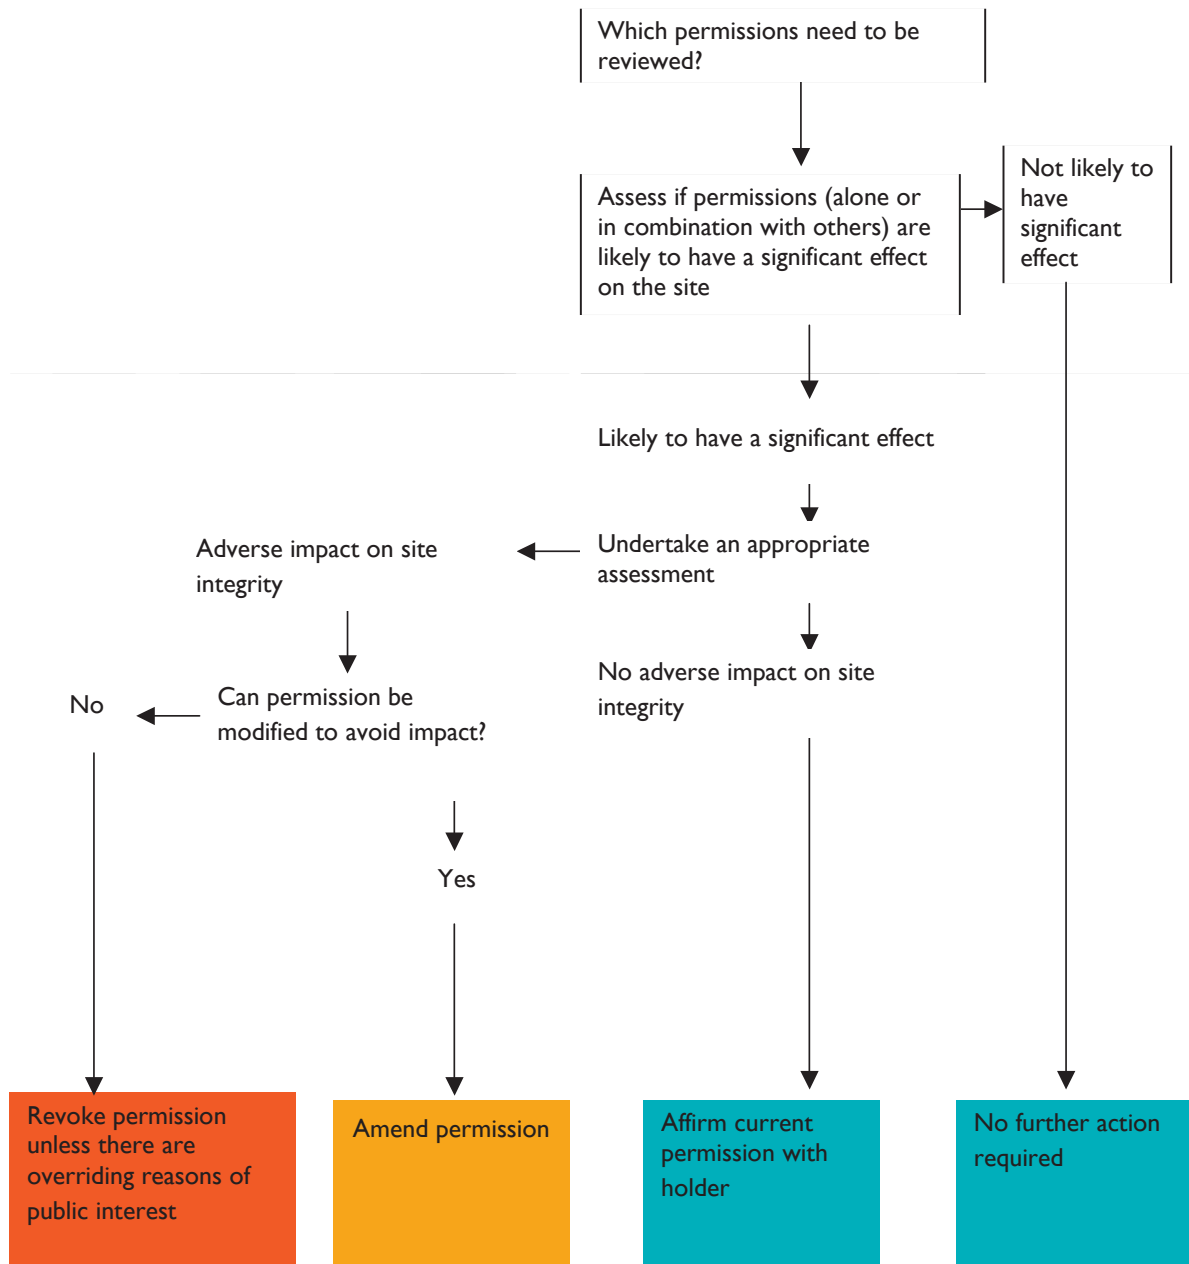 Which permissions need to be
reviewed?
Assess if permissions (alone or
in combination with others) are
likely to have a significant effect
on the site
Not likely to
have
significant
effect
Likely to have a significant effect
Undertake an appropriate
assessment
Adverse impact on site
integrity
No adverse impact on site
integrity
Can permission be
modified to avoid impact?
No
Yes
Revoke permission
unless there are
overriding reasons of
public interest
Amend permission
Affirm current
permission with
holder
No further action
required